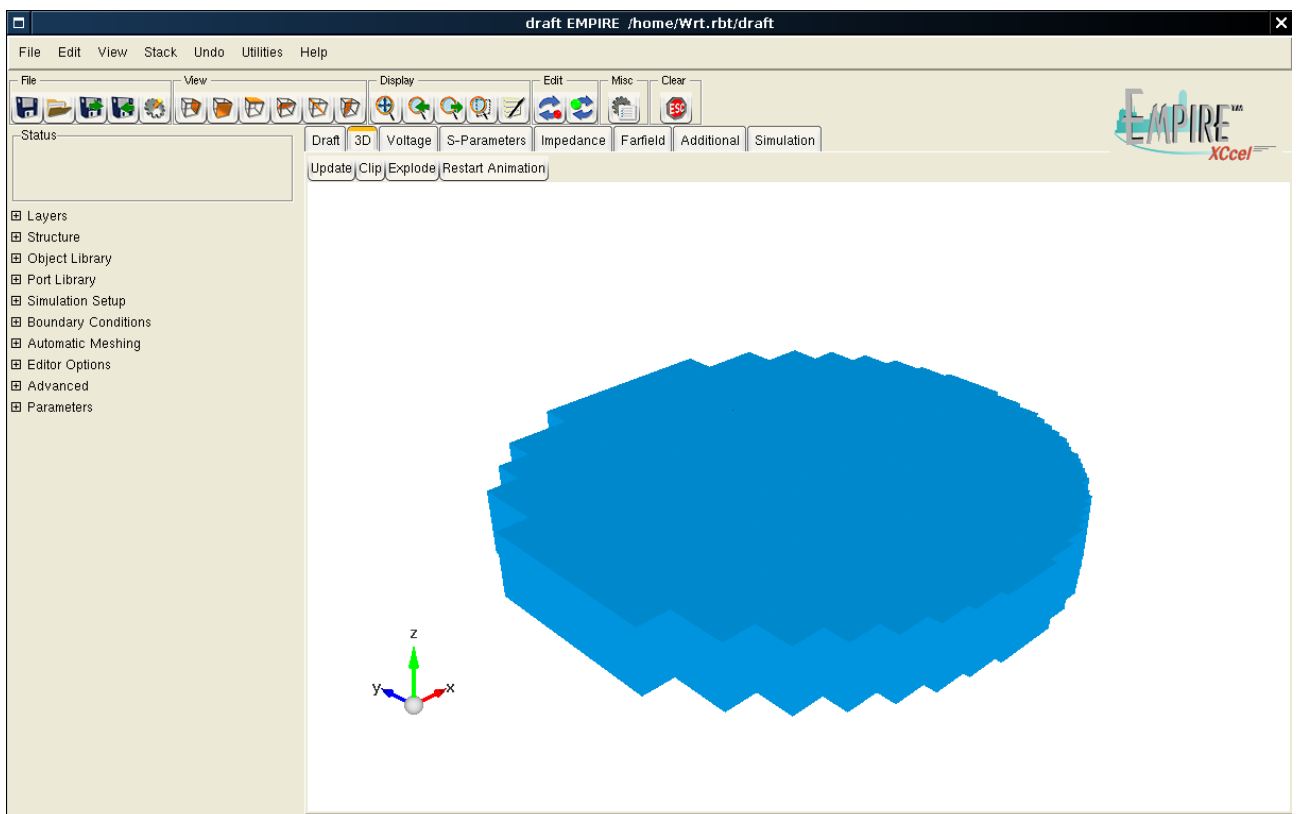 draft EMPIRE /home/Wrt.rbt/draft
File Edit View Stack Undo Utilities Help
File View Display Edit Misc Clear
ESC
EMPIRE™
XCcel
Status
Draft 3D Voltage S-Parameters Impedance Farfield Additional Simulation
Update Clip Explode Restart Animation
Layers
Structure
Object Library
Port Library
Simulation Setup
Boundary Conditions
Automatic Meshing
Editor Options
Advanced
Parameters
z
y x